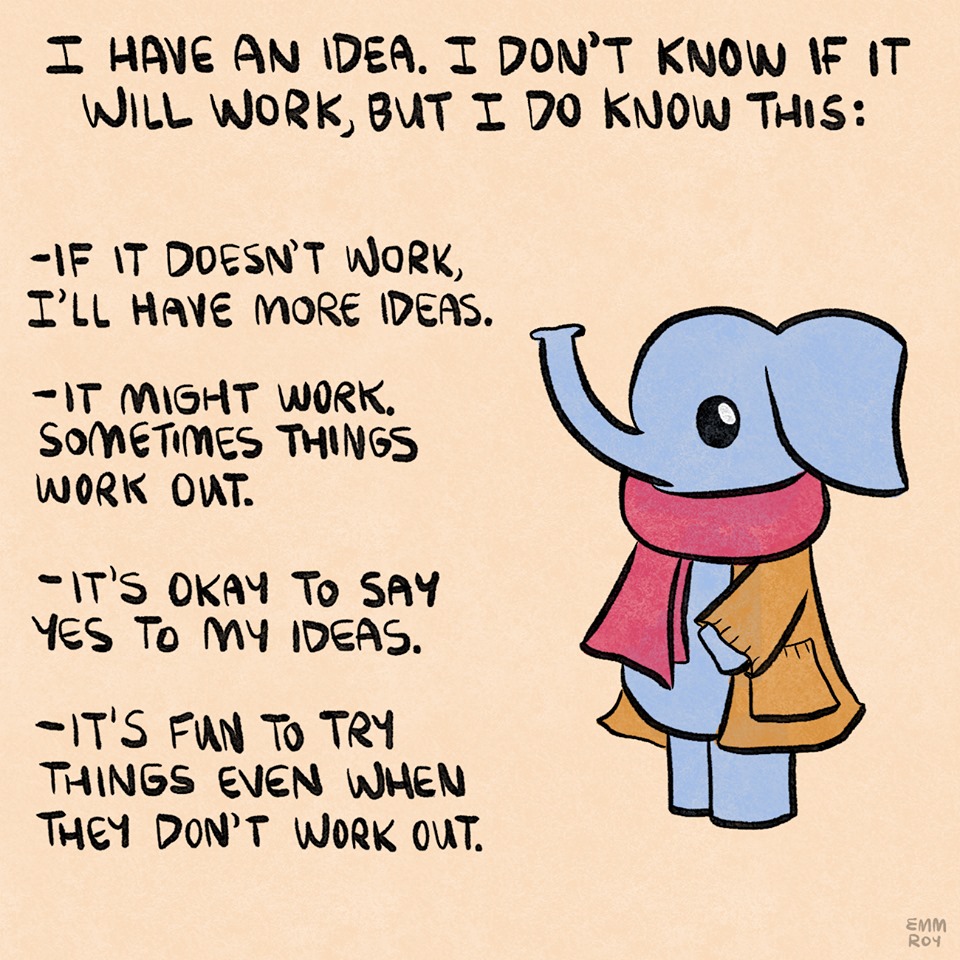 I HAVE AN IDEA. I DON'T KNOW IF IT
WILL WORK, BUT I DO KNOW THIS:
-IF IT DOESN'T WORK,
I'LL HAVE MORE IDEAS.
-IT MIGHT WORK.
SOMETIMES THINGS
WORK OUT.
-IT'S OKAY TO SAY
YES TO MY IDEAS.
-IT'S FUN TO TRY
THINGS EVEN WHEN
THEY DON'T WORK OUT.
EMM
ROY